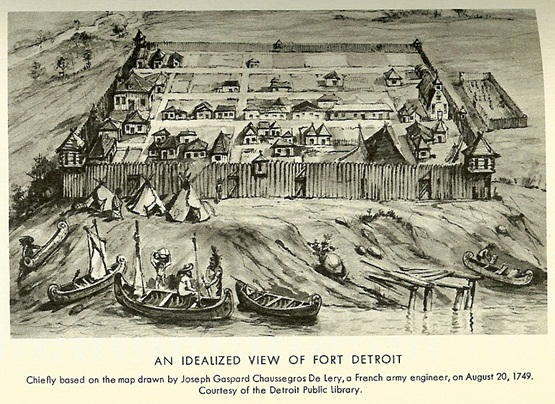 AN IDEALIZED VIEW OF FORT DETROIT
Chiefly based on the map drawn by Joseph Gaspard Chaussegros De Lery, a French army engineer, on August 20, 1749.
Courtesy of the Detroit Public Library.